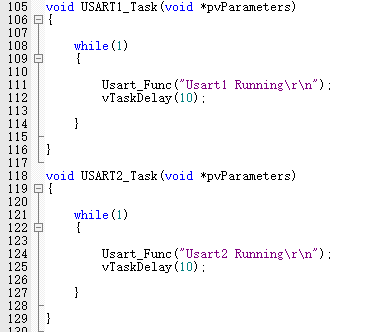 105 void USART1_Task(void *pvParameters)
106 {
107
108 while(1)
109 {
110
111 Usart_Func("Usart1 Running\r\n");
112 vTaskDelay(10);
113
114 }
115
116 }
117
118 void USART2_Task(void *pvParameters)
119 {
120
121 while(1)
122 {
123
124 Usart_Func("Usart2 Running\r\n");
125 vTaskDelay(10);
126
127 }
128
129 }